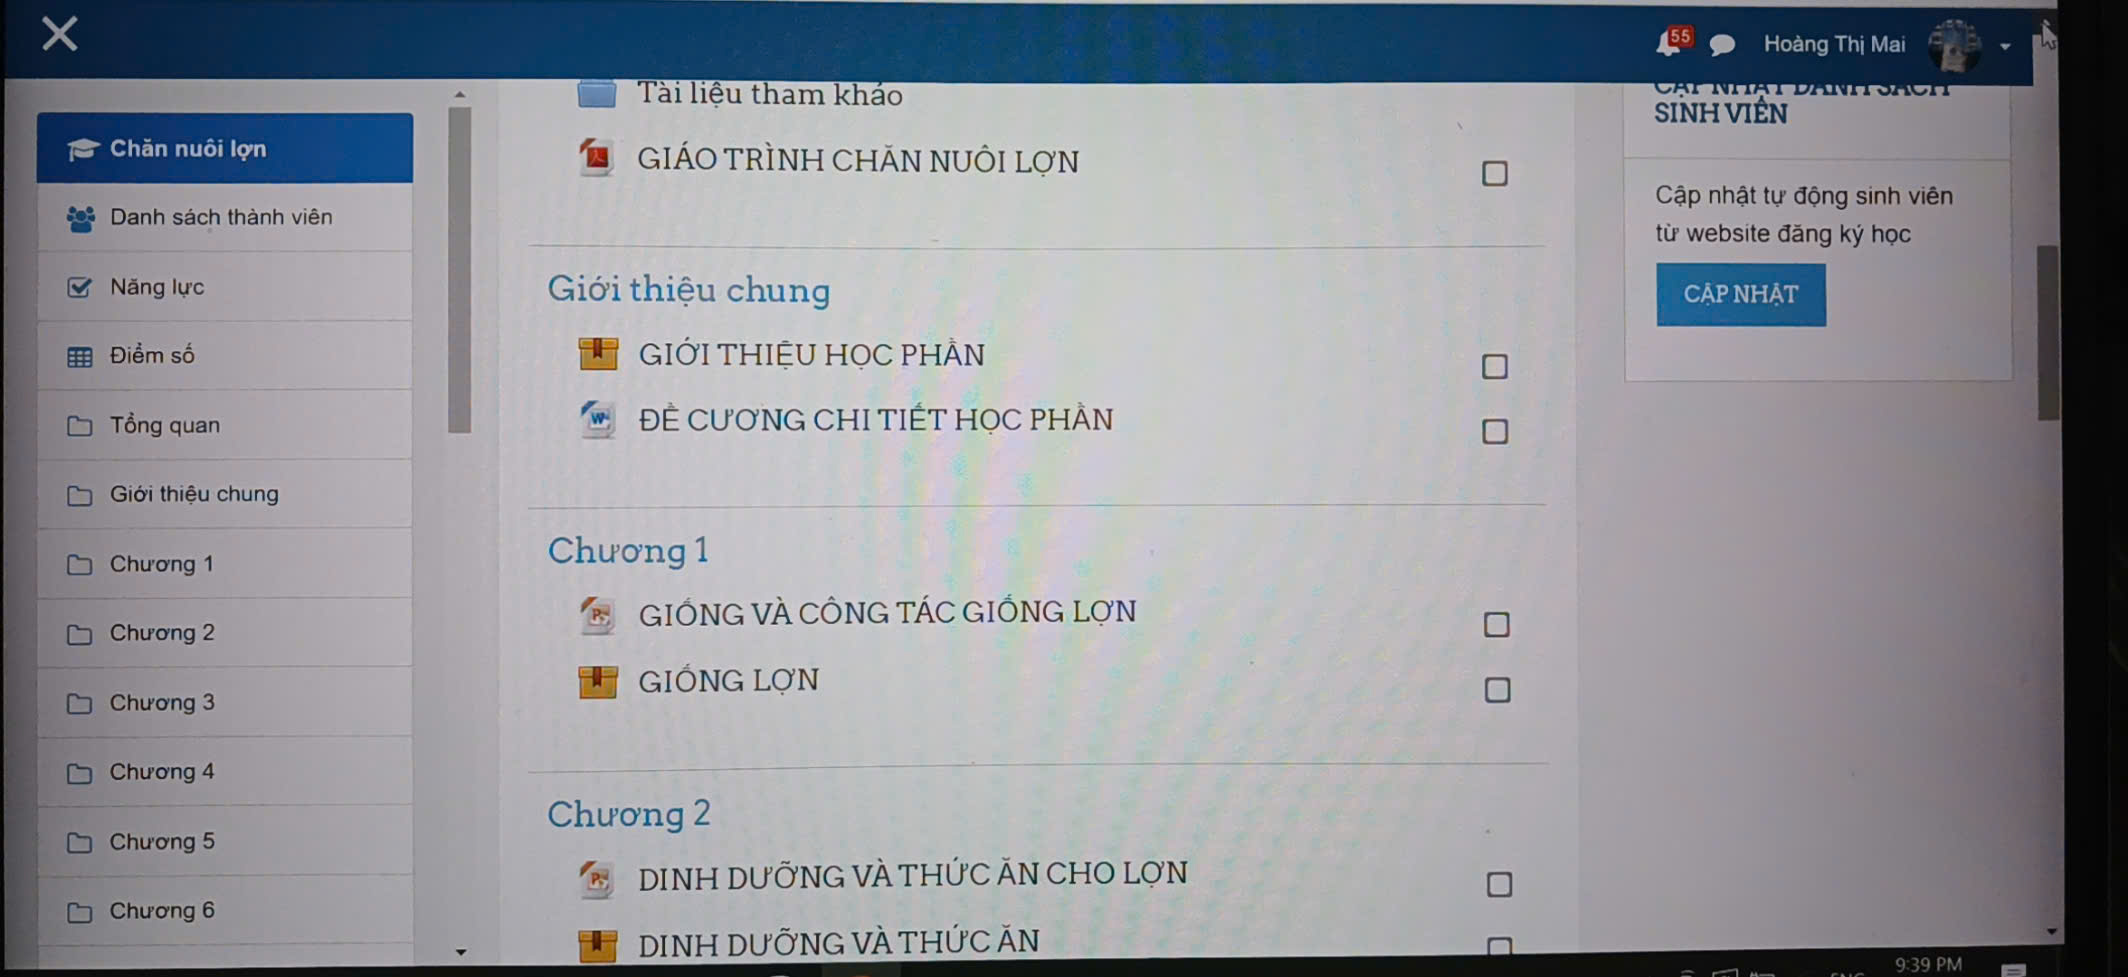 55
Hoàng Thị Mai
Chăn nuôi lợn
Danh sách thành viên
Năng lực
Điểm số
Tổng quan
Giới thiệu chung
Chương 1
Chương 2
Chương 3
Chương 4
Chương 5
Chương 6
Tài liệu tham khảo
GIÁO TRÌNH CHĂN NUÔI LỢN
Giới thiệu chung
GIỚI THIỆU HỌC PHẦN
ĐỀ CƯƠNG CHI TIẾT HỌC PHẦN
Chương 1
GIỐNG VÀ CÔNG TÁC GIỐNG LỢN
GIỐNG LỢN
Chương 2
DINH DƯỠNG VÀ THỨC ĂN CHO LỢN
DINH DƯỠNG VÀ THỨC ĂN
CẬP NHẬT DANH SÁCH
SINH VIÊN
Cập nhật tự động sinh viên
từ website đăng ký học
CẬP NHẬT
9:39 PM